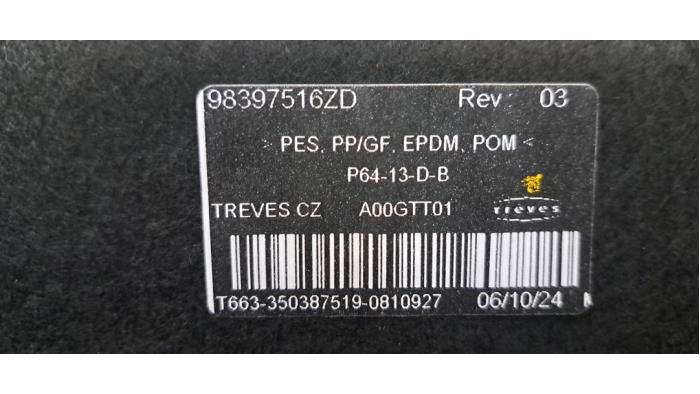 98397516ZD Rev: 03
> PES, PP/GF, EPDM, POM <
P64-13-D-B
TREVES CZ A00GTT01 treves
T663-350387519-0810927 06/10/24